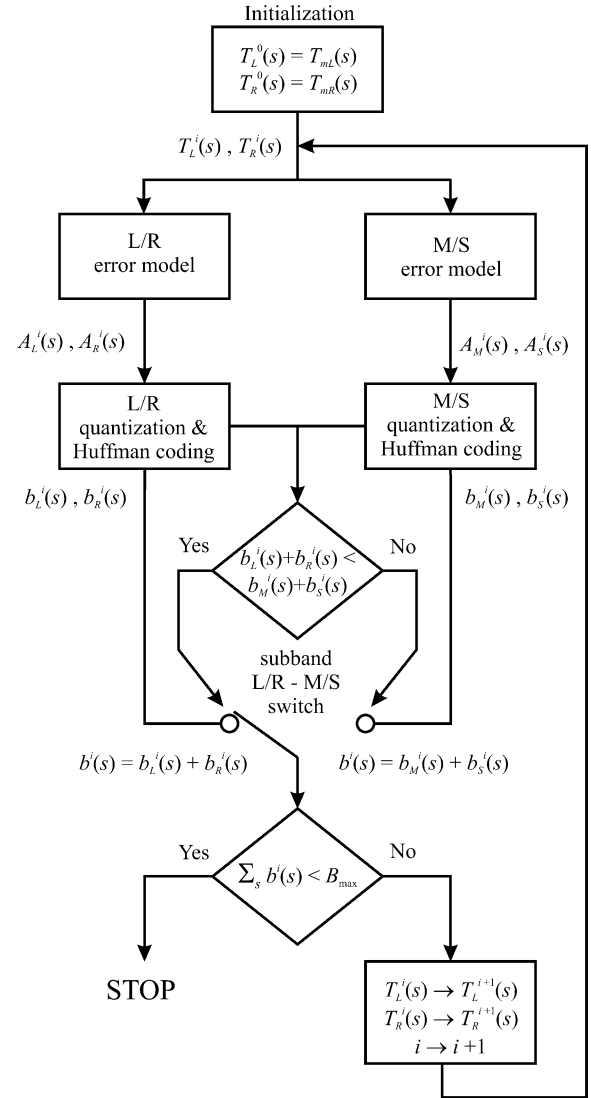 Initialization
T_L^0(s) = T_mL(s)
T_R^0(s) = T_mR(s)
T_L^i(s) , T_R^i(s)
L/R
error model
M/S
error model
A_L^i(s) , A_R^i(s)
A_M^i(s) , A_S^i(s)
L/R
quantization &
Huffman coding
M/S
quantization &
Huffman coding
b_L^i(s) , b_R^i(s)
b_M^i(s) , b_S^i(s)
Yes
b_L^i(s)+b_R^i(s) <
b_M^i(s)+b_S^i(s)
No
subband
L/R - M/S
switch
b^i(s) = b_L^i(s) + b_R^i(s)
b^i(s) = b_M^i(s) + b_S^i(s)
Yes
Σ_s b^i(s) < B_max
No
STOP
T_L^i(s) → T_L^{i+1}(s)
T_R^i(s) → T_R^{i+1}(s)
i → i +1